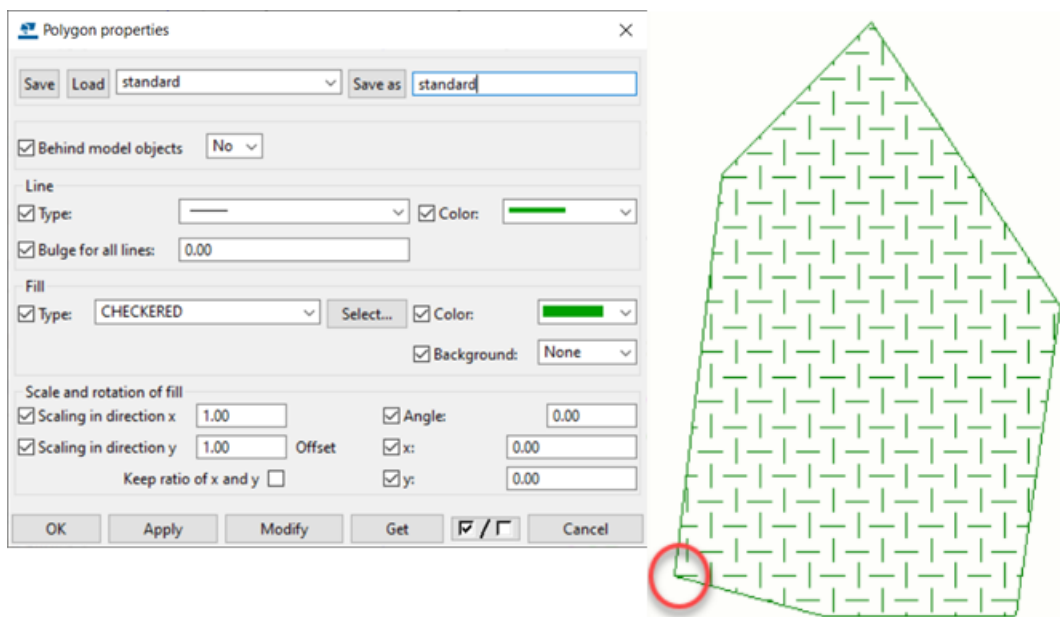 Polygon properties
Save Load standard Save as standard
Behind model objects No
Line
Type: Color:
Bulge for all lines: 0.00
Fill
Type: CHECKERED Select... Color:
Background: None
Scale and rotation of fill
Scaling in direction x 1.00 Angle: 0.00
Scaling in direction y 1.00 Offset x: 0.00
Keep ratio of x and y y: 0.00
OK Apply Modify Get / Cancel